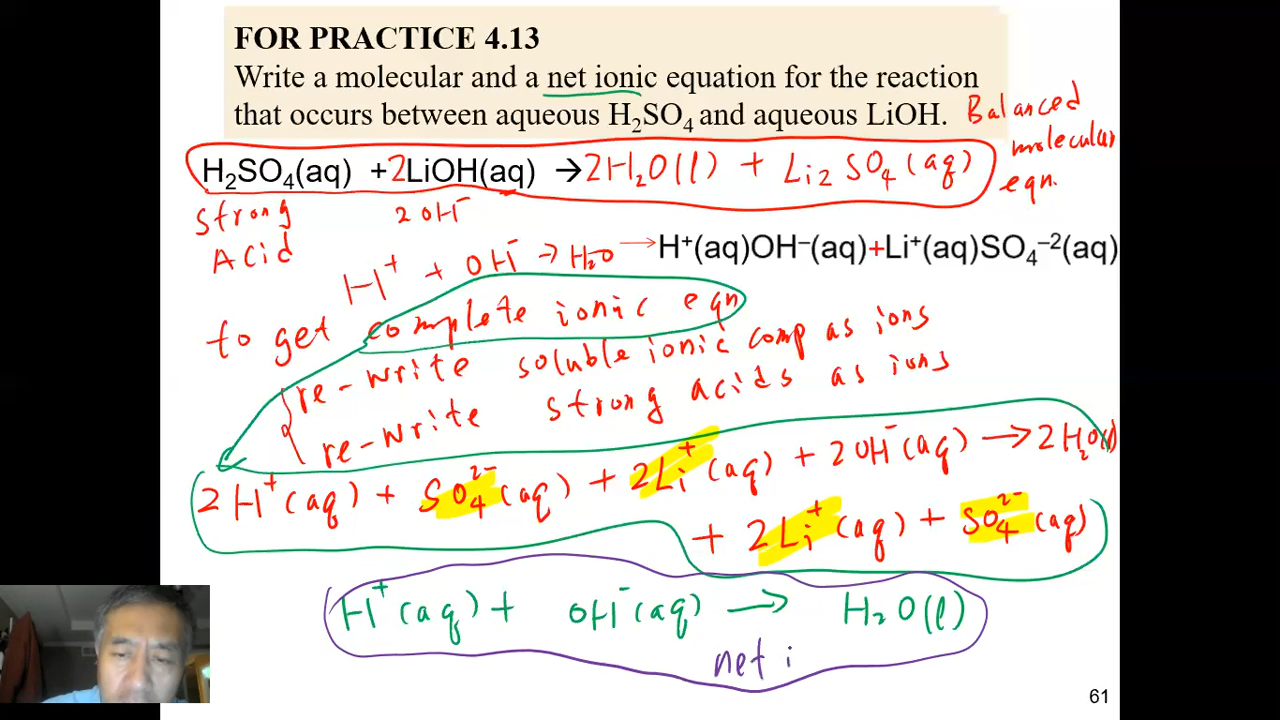 FOR PRACTICE 4.13
Write a molecular and a net ionic equation for the reaction
that occurs between aqueous H₂SO₄ and aqueous LiOH.
Balanced
molecular
eqn.
H₂SO₄(aq) + 2LiOH(aq) → 2H₂O(l) + Li₂SO₄(aq)
strong
Acid
2 OH⁻
H⁺ + OH⁻ → H₂O → H⁺(aq)OH⁻(aq)+Li⁺(aq)SO₄⁻²(aq)
to get complete ionic eqn
re-write soluble ionic comp as ions
re-write strong acids as ions
2H⁺(aq) + SO₄²⁻(aq) + 2Li⁺(aq) + 2OH⁻(aq) → 2H₂O(l)
+ 2Li⁺(aq) + SO₄²⁻(aq)
H⁺(aq) + OH⁻(aq) → H₂O(l)
net i
61